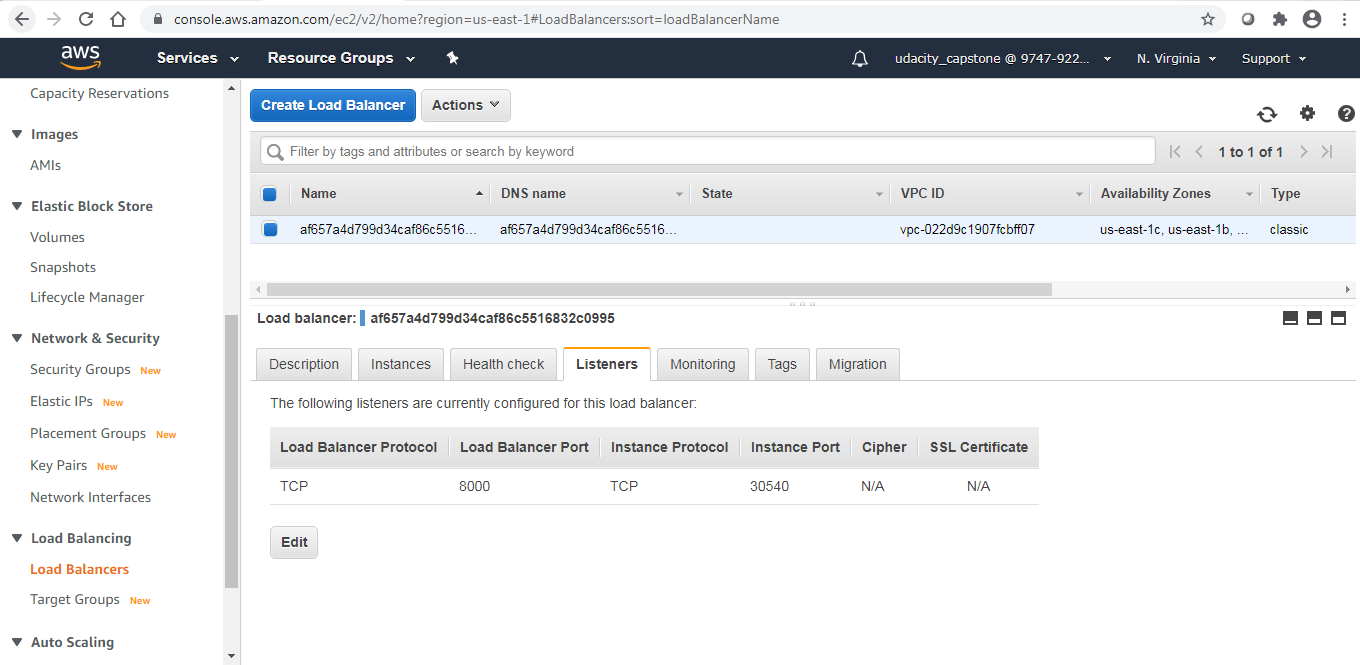 console.aws.amazon.com/ec2/v2/home?region=us-east-1#LoadBalancers:sort=loadBalancerName
aws Services Resource Groups udacity_capstone @ 9747-922... N. Virginia Support
Capacity Reservations
Images
AMIs
Elastic Block Store
Volumes
Snapshots
Lifecycle Manager
Network & Security
Security Groups New
Elastic IPs New
Placement Groups New
Key Pairs New
Network Interfaces
Load Balancing
Load Balancers
Target Groups New
Auto Scaling
Create Load Balancer Actions
Filter by tags and attributes or search by keyword 1 to 1 of 1
Name DNS name State VPC ID Availability Zones Type
af657a4d799d34caf86c5516... af657a4d799d34caf86c5516... vpc-022d9c1907fcbff07 us-east-1c, us-east-1b, ... classic
Load balancer: af657a4d799d34caf86c5516832c0995
Description Instances Health check Listeners Monitoring Tags Migration
The following listeners are currently configured for this load balancer:
Load Balancer Protocol Load Balancer Port Instance Protocol Instance Port Cipher SSL Certificate
TCP 8000 TCP 30540 N/A N/A
Edit